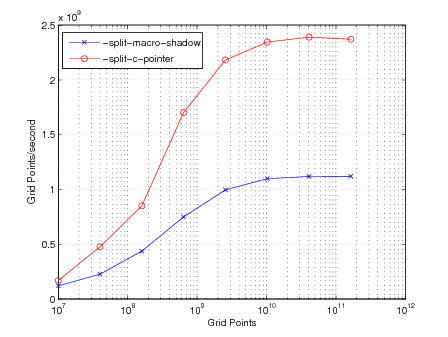 2.5 x 10^9
-split-macro-shadow
-split-c-pointer
2
1.5
1
0.5
0
10^7 10^8 10^9 10^10 10^11 10^12
Grid Points/second
Grid Points